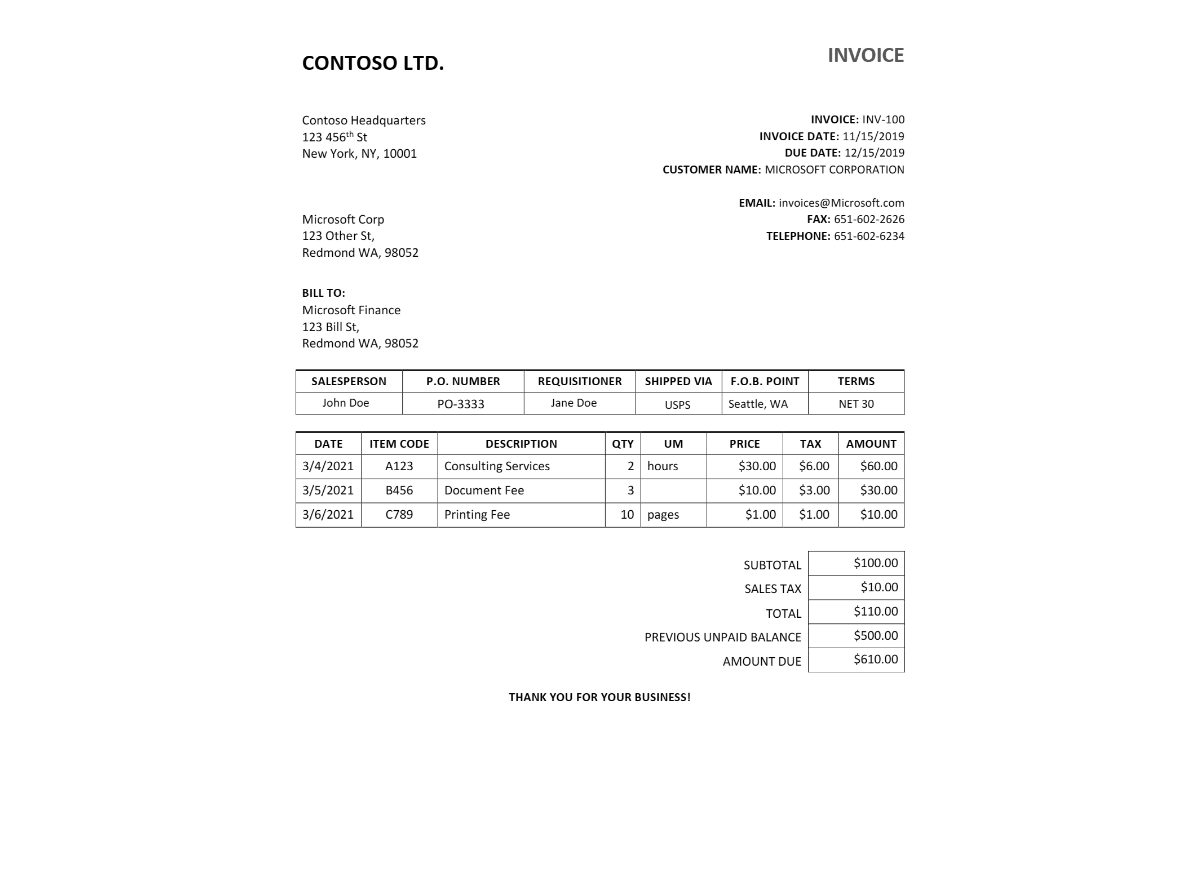 CONTOSO LTD.
INVOICE
Contoso Headquarters
123 456th St
New York, NY, 10001
INVOICE: INV-100
INVOICE DATE: 11/15/2019
DUE DATE: 12/15/2019
CUSTOMER NAME: MICROSOFT CORPORATION
EMAIL: invoices@Microsoft.com
FAX: 651-602-2626
TELEPHONE: 651-602-6234
Microsoft Corp
123 Other St,
Redmond WA, 98052
BILL TO:
Microsoft Finance
123 Bill St,
Redmond WA, 98052
SALESPERSON P.O. NUMBER REQUISITIONER SHIPPED VIA F.O.B. POINT TERMS
John Doe PO-3333 Jane Doe USPS Seattle, WA NET 30
DATE ITEM CODE DESCRIPTION QTY UM PRICE TAX AMOUNT
3/4/2021 A123 Consulting Services 2 hours $30.00 $6.00 $60.00
3/5/2021 B456 Document Fee 3 $10.00 $3.00 $30.00
3/6/2021 C789 Printing Fee 10 pages $1.00 $1.00 $10.00
SUBTOTAL $100.00
SALES TAX $10.00
TOTAL $110.00
PREVIOUS UNPAID BALANCE $500.00
AMOUNT DUE $610.00
THANK YOU FOR YOUR BUSINESS!